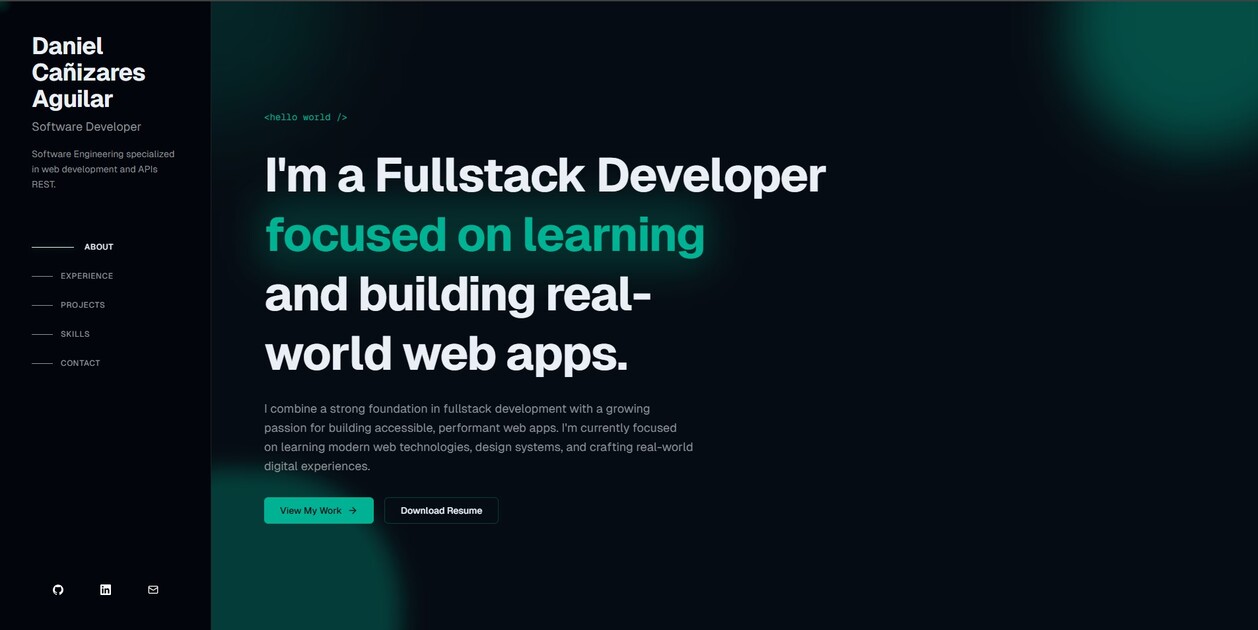 Daniel
Cañizares
Aguilar
Software Developer
Software Engineering specialized
in web development and APIs
REST.
ABOUT
EXPERIENCE
PROJECTS
SKILLS
CONTACT
<hello world />
I'm a Fullstack Developer
focused on learning
and building real-
world web apps.
I combine a strong foundation in fullstack development with a growing
passion for building accessible, performant web apps. I'm currently focused
on learning modern web technologies, design systems, and crafting real-world
digital experiences.
View My Work →
Download Resume
in